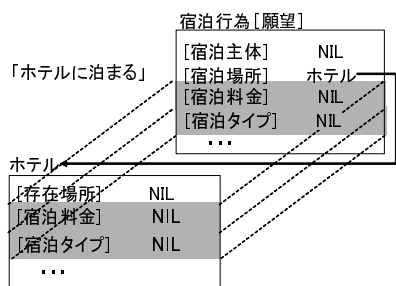 宿泊行為[願望]
[宿泊主体] NIL
「ホテルに泊まる」
[宿泊場所] ホテル
[宿泊料金] NIL
[宿泊タイプ] NIL
･･･
ホテル
[存在場所] NIL
[宿泊料金] NIL
[宿泊タイプ] NIL
･･･